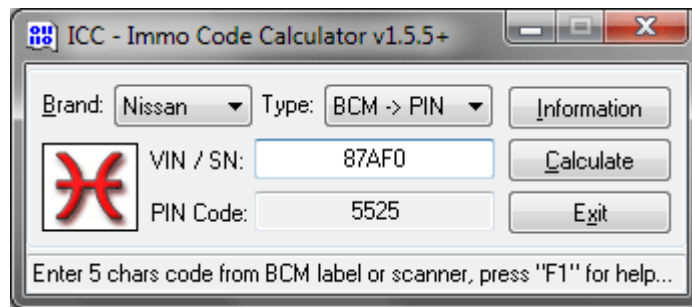 ICC - Immo Code Calculator v1.5.5+
Brand: Nissan Type: BCM -> PIN Information
VIN / SN: 87AF0 Calculate
PIN Code: 5525 Exit
Enter 5 chars code from BCM label or scanner, press "F1" for help...